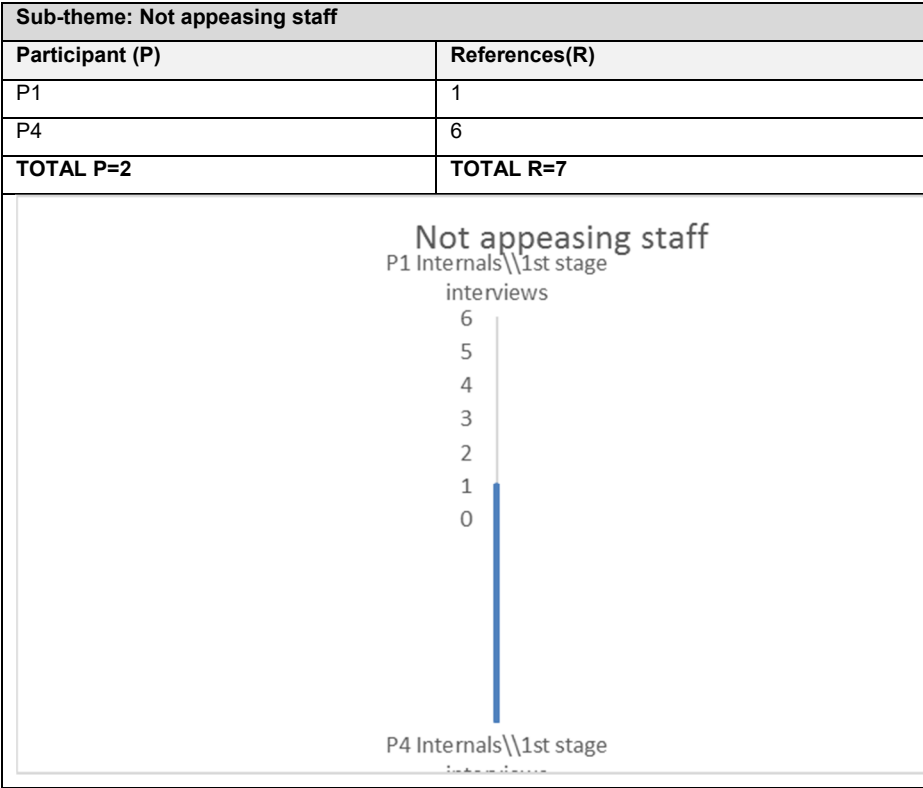 Sub-theme: Not appeasing staff
Participant (P) References(R)
P1 1
P4 6
TOTAL P=2 TOTAL R=7
Not appeasing staff
P1 Internals\\1st stage
interviews
6
5
4
3
2
1
0
P4 Internals\\1st stage